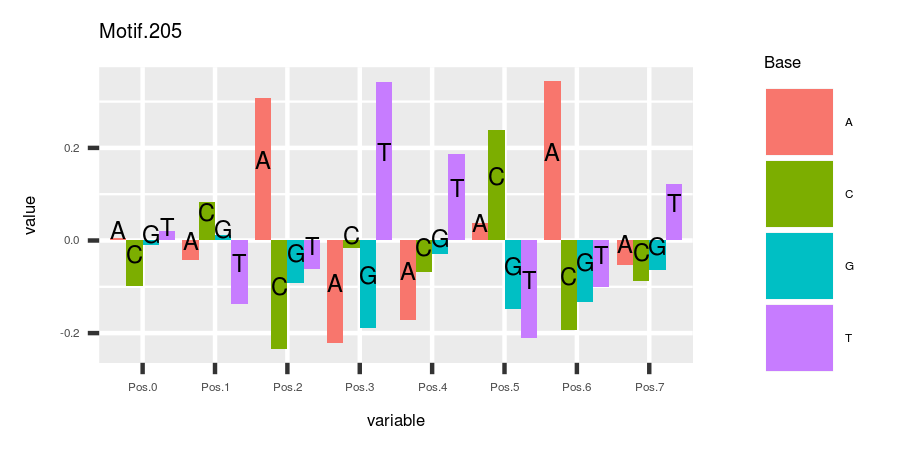 Motif.205
Base
A
C
G
T
value
0.2
0.0
-0.2
A C G T A C G T A C G T A C G T A C G T A C G T A C G T A C G T
Pos.0 Pos.1 Pos.2 Pos.3 Pos.4 Pos.5 Pos.6 Pos.7
variable